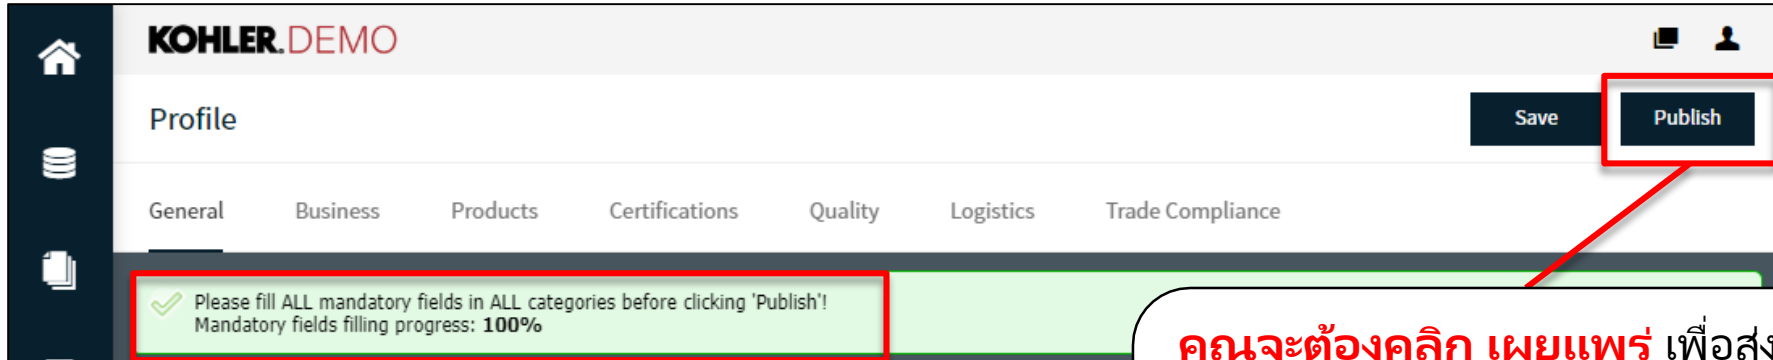 KOHLER.DEMO
Profile
Save
Publish
General Business Products Certifications Quality Logistics Trade Compliance
Please fill ALL mandatory fields in ALL categories before clicking 'Publish'!
Mandatory fields filling progress: 100%
คุณจะต้องคลิก เผยแพร่ เพื่อส่ง